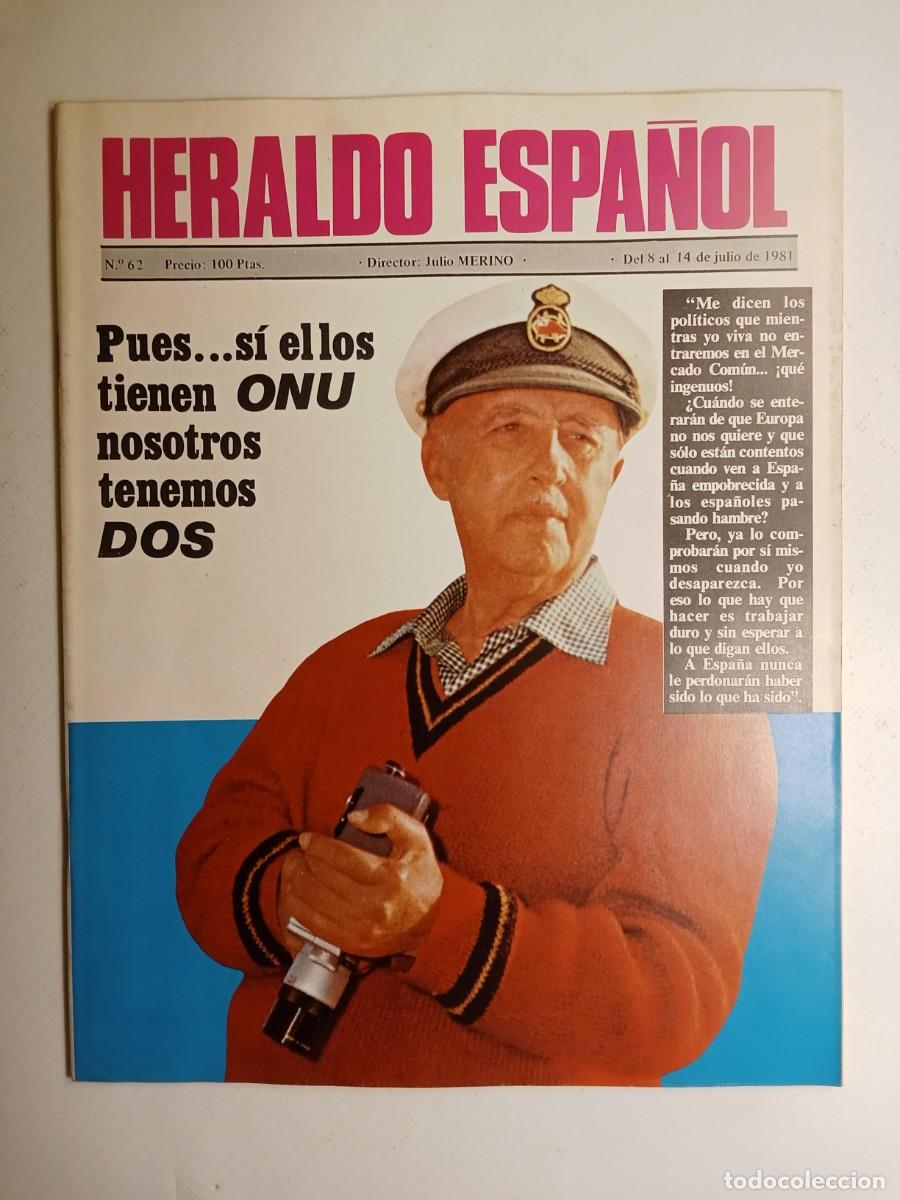 HERALDO ESPAÑOL
N.º 62 Precio: 100 Ptas. · Director: Julio MERINO · · Del 8 al 14 de julio de 1981
Pues...sí ellos
tienen ONU
nosotros
tenemos
DOS
“Me dicen los
políticos que mien-
tras yo viva no en-
traremos en el Mer-
cado Común... ¡qué
ingenuos!
¿Cuándo se ente-
rarán de que Europa
no nos quiere y que
sólo están contentos
cuando ven a Espa-
ña empobrecida y a
los españoles pa-
sando hambre?
Pero, ya lo com-
probarán por sí mis-
mos cuando yo
desaparezca. Por
eso lo que hay que
hacer es trabajar
duro y sin esperar a
lo que digan ellos.
A España nunca
le perdonarán haber
sido lo que ha sido”.
todocoleccion